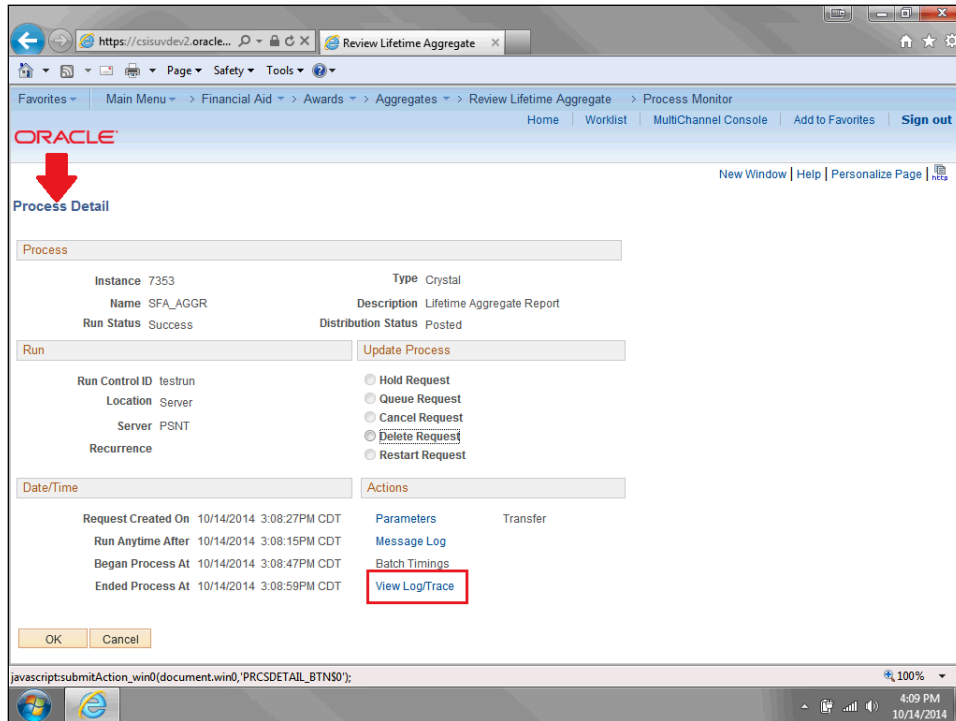 https://csisuvdev2.oracle... Review Lifetime Aggregate
Page Safety Tools
Favorites Main Menu > Financial Aid > Awards > Aggregates > Review Lifetime Aggregate > Process Monitor
Home Worklist MultiChannel Console Add to Favorites Sign out
ORACLE
New Window | Help | Personalize Page | http
Process Detail
Process
Instance 7353 Type Crystal
Name SFA_AGGR Description Lifetime Aggregate Report
Run Status Success Distribution Status Posted
Run Update Process
Run Control ID testrun Hold Request
Location Server Queue Request
Server PSNT Cancel Request
Recurrence Delete Request
Restart Request
Date/Time Actions
Request Created On 10/14/2014 3:08:27PM CDT Parameters Transfer
Run Anytime After 10/14/2014 3:08:15PM CDT Message Log
Began Process At 10/14/2014 3:08:47PM CDT Batch Timings
Ended Process At 10/14/2014 3:08:59PM CDT View Log/Trace
OK Cancel
javascript:submitAction_win0(document.win0,'PRCSDETAIL_BTN$0'); 100%
4:09 PM
10/14/2014